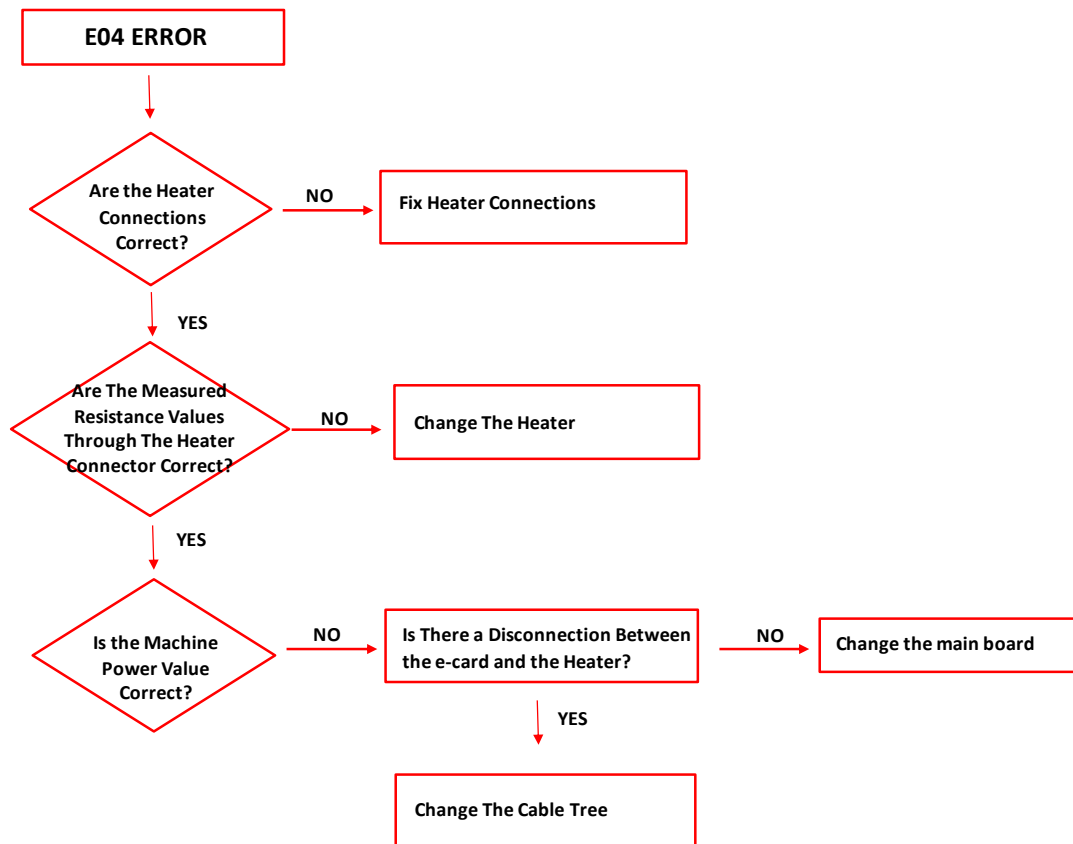 E04 ERROR
Are the Heater
Connections
Correct?
NO
Fix Heater Connections
YES
Are The Measured
Resistance Values
Through The Heater
Connector Correct?
NO
Change The Heater
YES
Is the Machine
Power Value
Correct?
NO
Is There a Disconnection Between
the e-card and the Heater?
NO
Change the main board
YES
Change The Cable Tree